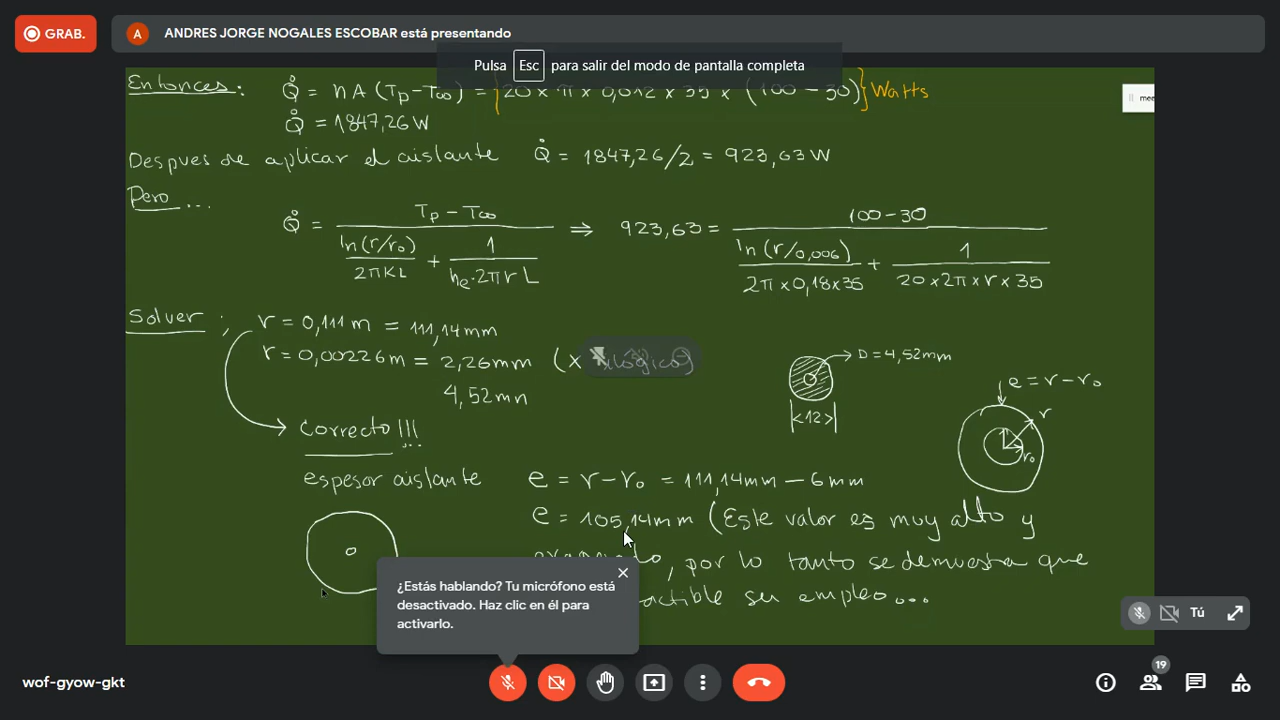 GRAB.
A ANDRES JORGE NOGALES ESCOBAR está presentando
Pulsa Esc para salir del modo de pantalla completa
Entonces: Q̇ = hA (Tp-T∞) = {20 x π x 0,012 x 35 x (100-30)} Watts
Q̇ = 1847,26 W
mee
Despues de aplicar el aislante Q̇ = 1847,26/2 = 923,63 W
Pero...
Q̇ = (Tp - T∞) / (ln(r/r₀)/2πKL + 1/he·2πrL) ⇒ 923,63 = (100-30) / (ln(r/0,006)/2π×0,18×35 + 1/20×2π×r×35)
Solver; r = 0,111 m = 111,14 mm
r = 0,00226 m = 2,26 mm (x
4,52 mm
D = 4,52 mm
<12>
e = r - r₀
r
r₀
Correcto!!!
espesor aislante e = r - r₀ = 111,14 mm - 6 mm
e = 105,14 mm (Este valor es muy alto y
, por lo tanto se demuestra que
su empleo...
¿Estás hablando? Tu micrófono está
desactivado. Haz clic en él para
activarlo.
Tú
wof-gyow-gkt
19